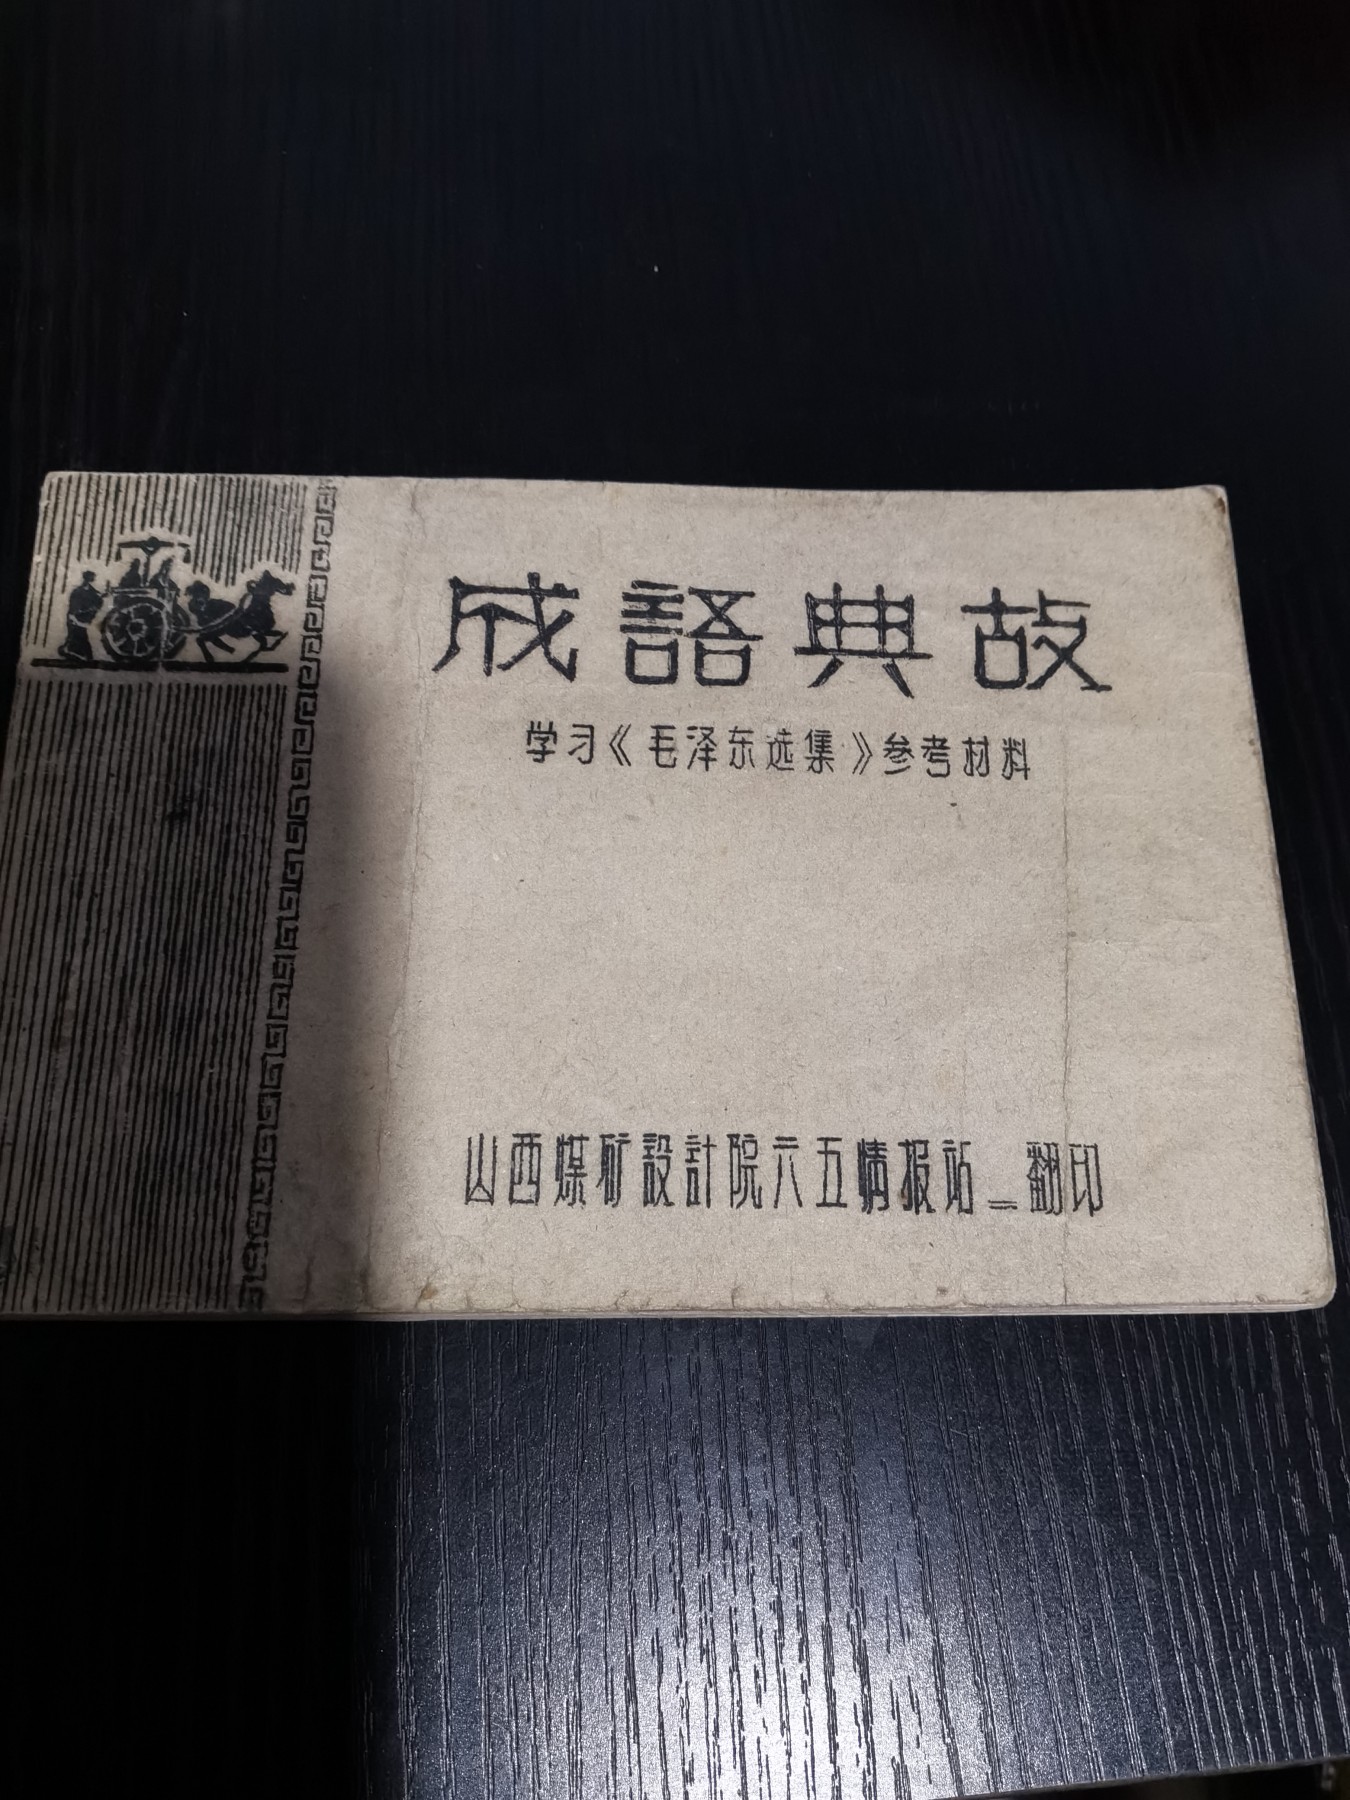 成語典故
学习《毛泽东选集》参考材料
山西煤矿設計院六五情报站_翻印